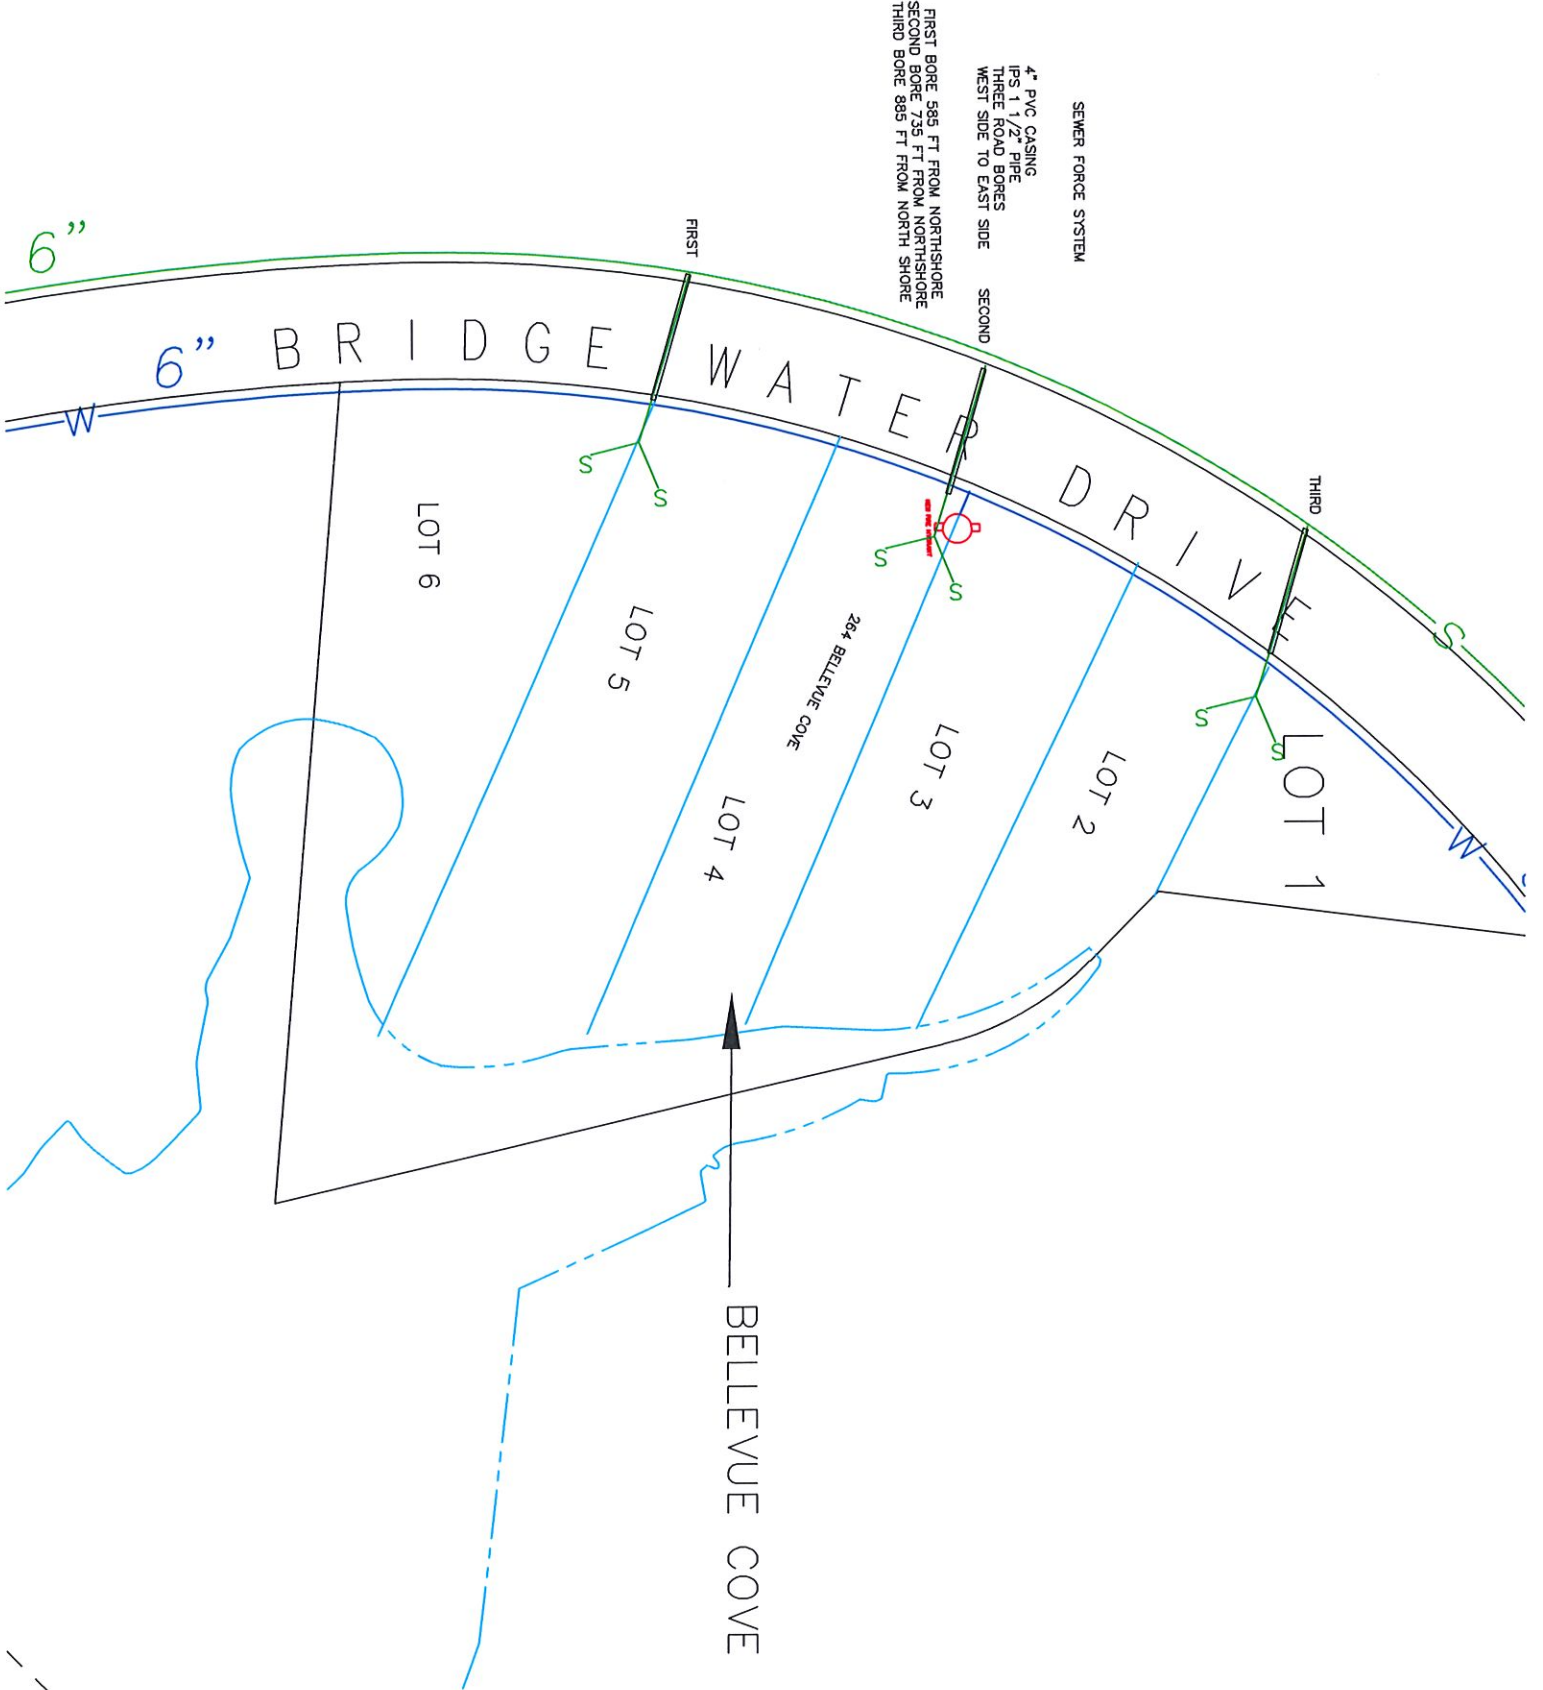 SEWER FORCE SYSTEM
4" PVC CASING
IPS 1 1/2" PIPE
THREE ROAD BORES
WEST SIDE TO EAST SIDE
FIRST BORE 585 FT FROM NORTHSHORE
SECOND BORE 735 FT FROM NORTHSHORE
THIRD BORE 885 FT FROM NORTH SHORE
FIRST
SECOND
THIRD
6"
6"
BRIDGE WATER DRIVE
W
S
W
S
S
S
S
S
S
NEW FIRE HYDRANT
LOT 6
LOT 5
LOT 4
264 BELLEVUE COVE
LOT 3
LOT 2
LOT 1
BELLEVUE COVE